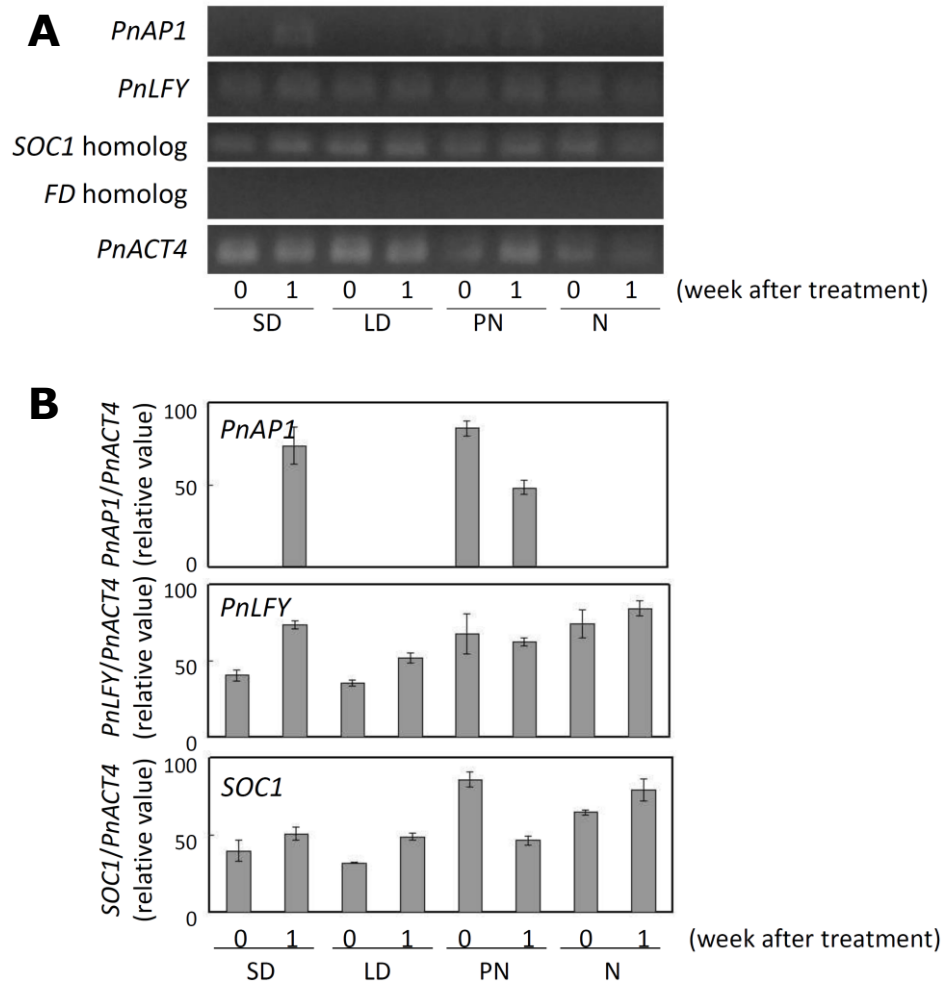 A
PnAP1
PnLFY
SOC1 homolog
FD homolog
PnACT4
0 1 0 1 0 1 0 1 (week after treatment)
SD LD PN N
B
PnAP1/PnACT4
(relative value)
100
50
0
PnAP1
PnLFY/PnACT4
(relative value)
100
50
0
PnLFY
SOC1/PnACT4
(relative value)
100
50
0
SOC1
0 1 0 1 0 1 0 1 (week after treatment)
SD LD PN N